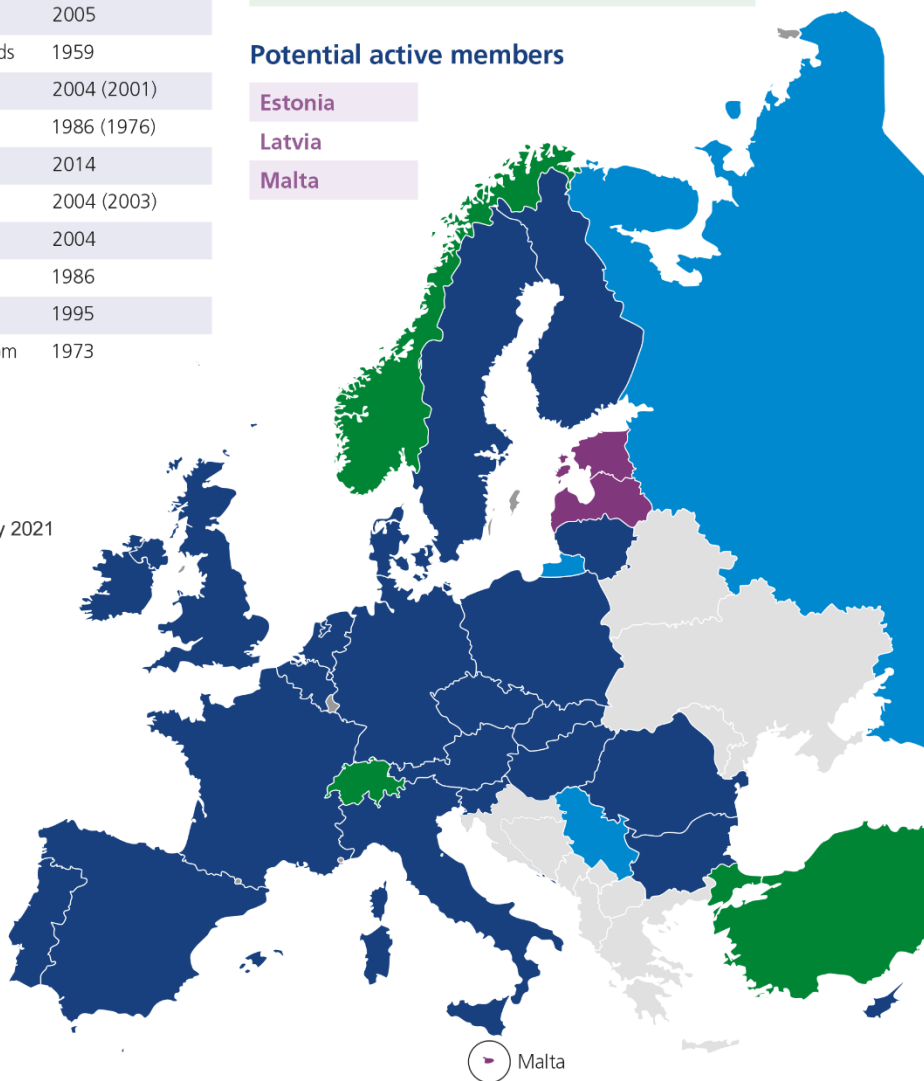 2005
ds 1959
2004 (2001)
1986 (1976)
2014
2004 (2003)
2004
1986
1995
m 1973
y 2021
Potential active members
Estonia
Latvia
Malta
Malta